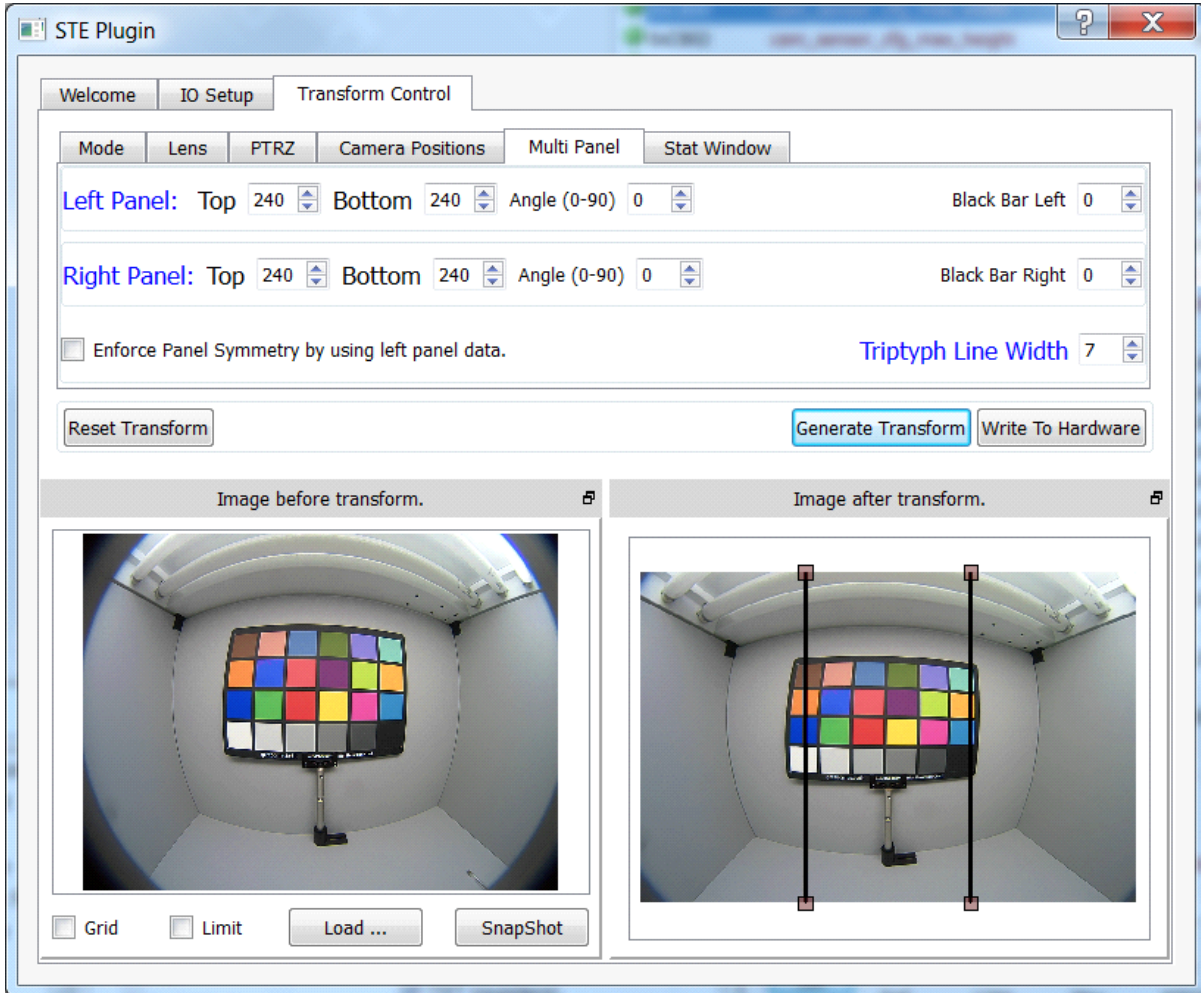 STE Plugin
Welcome IO Setup Transform Control
Mode Lens PTRZ Camera Positions Multi Panel Stat Window
Left Panel: Top 240 Bottom 240 Angle (0-90) 0 Black Bar Left 0
Right Panel: Top 240 Bottom 240 Angle (0-90) 0 Black Bar Right 0
Enforce Panel Symmetry by using left panel data. Triptyph Line Width 7
Reset Transform Generate Transform Write To Hardware
Image before transform. Image after transform.
Grid Limit Load ... SnapShot